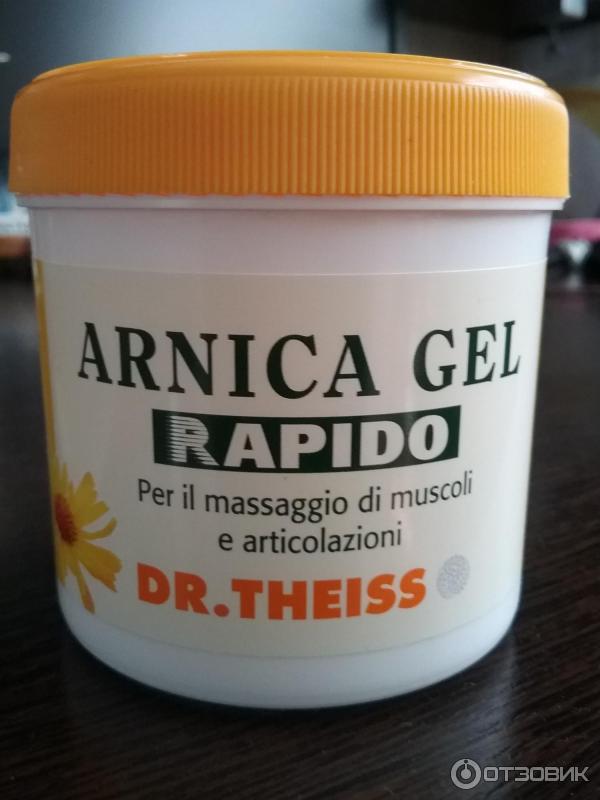 ARNICA GEL
RAPIDO
Per il massaggio di muscoli
e articolazioni
DR.THEISS
ОТЗОВИК